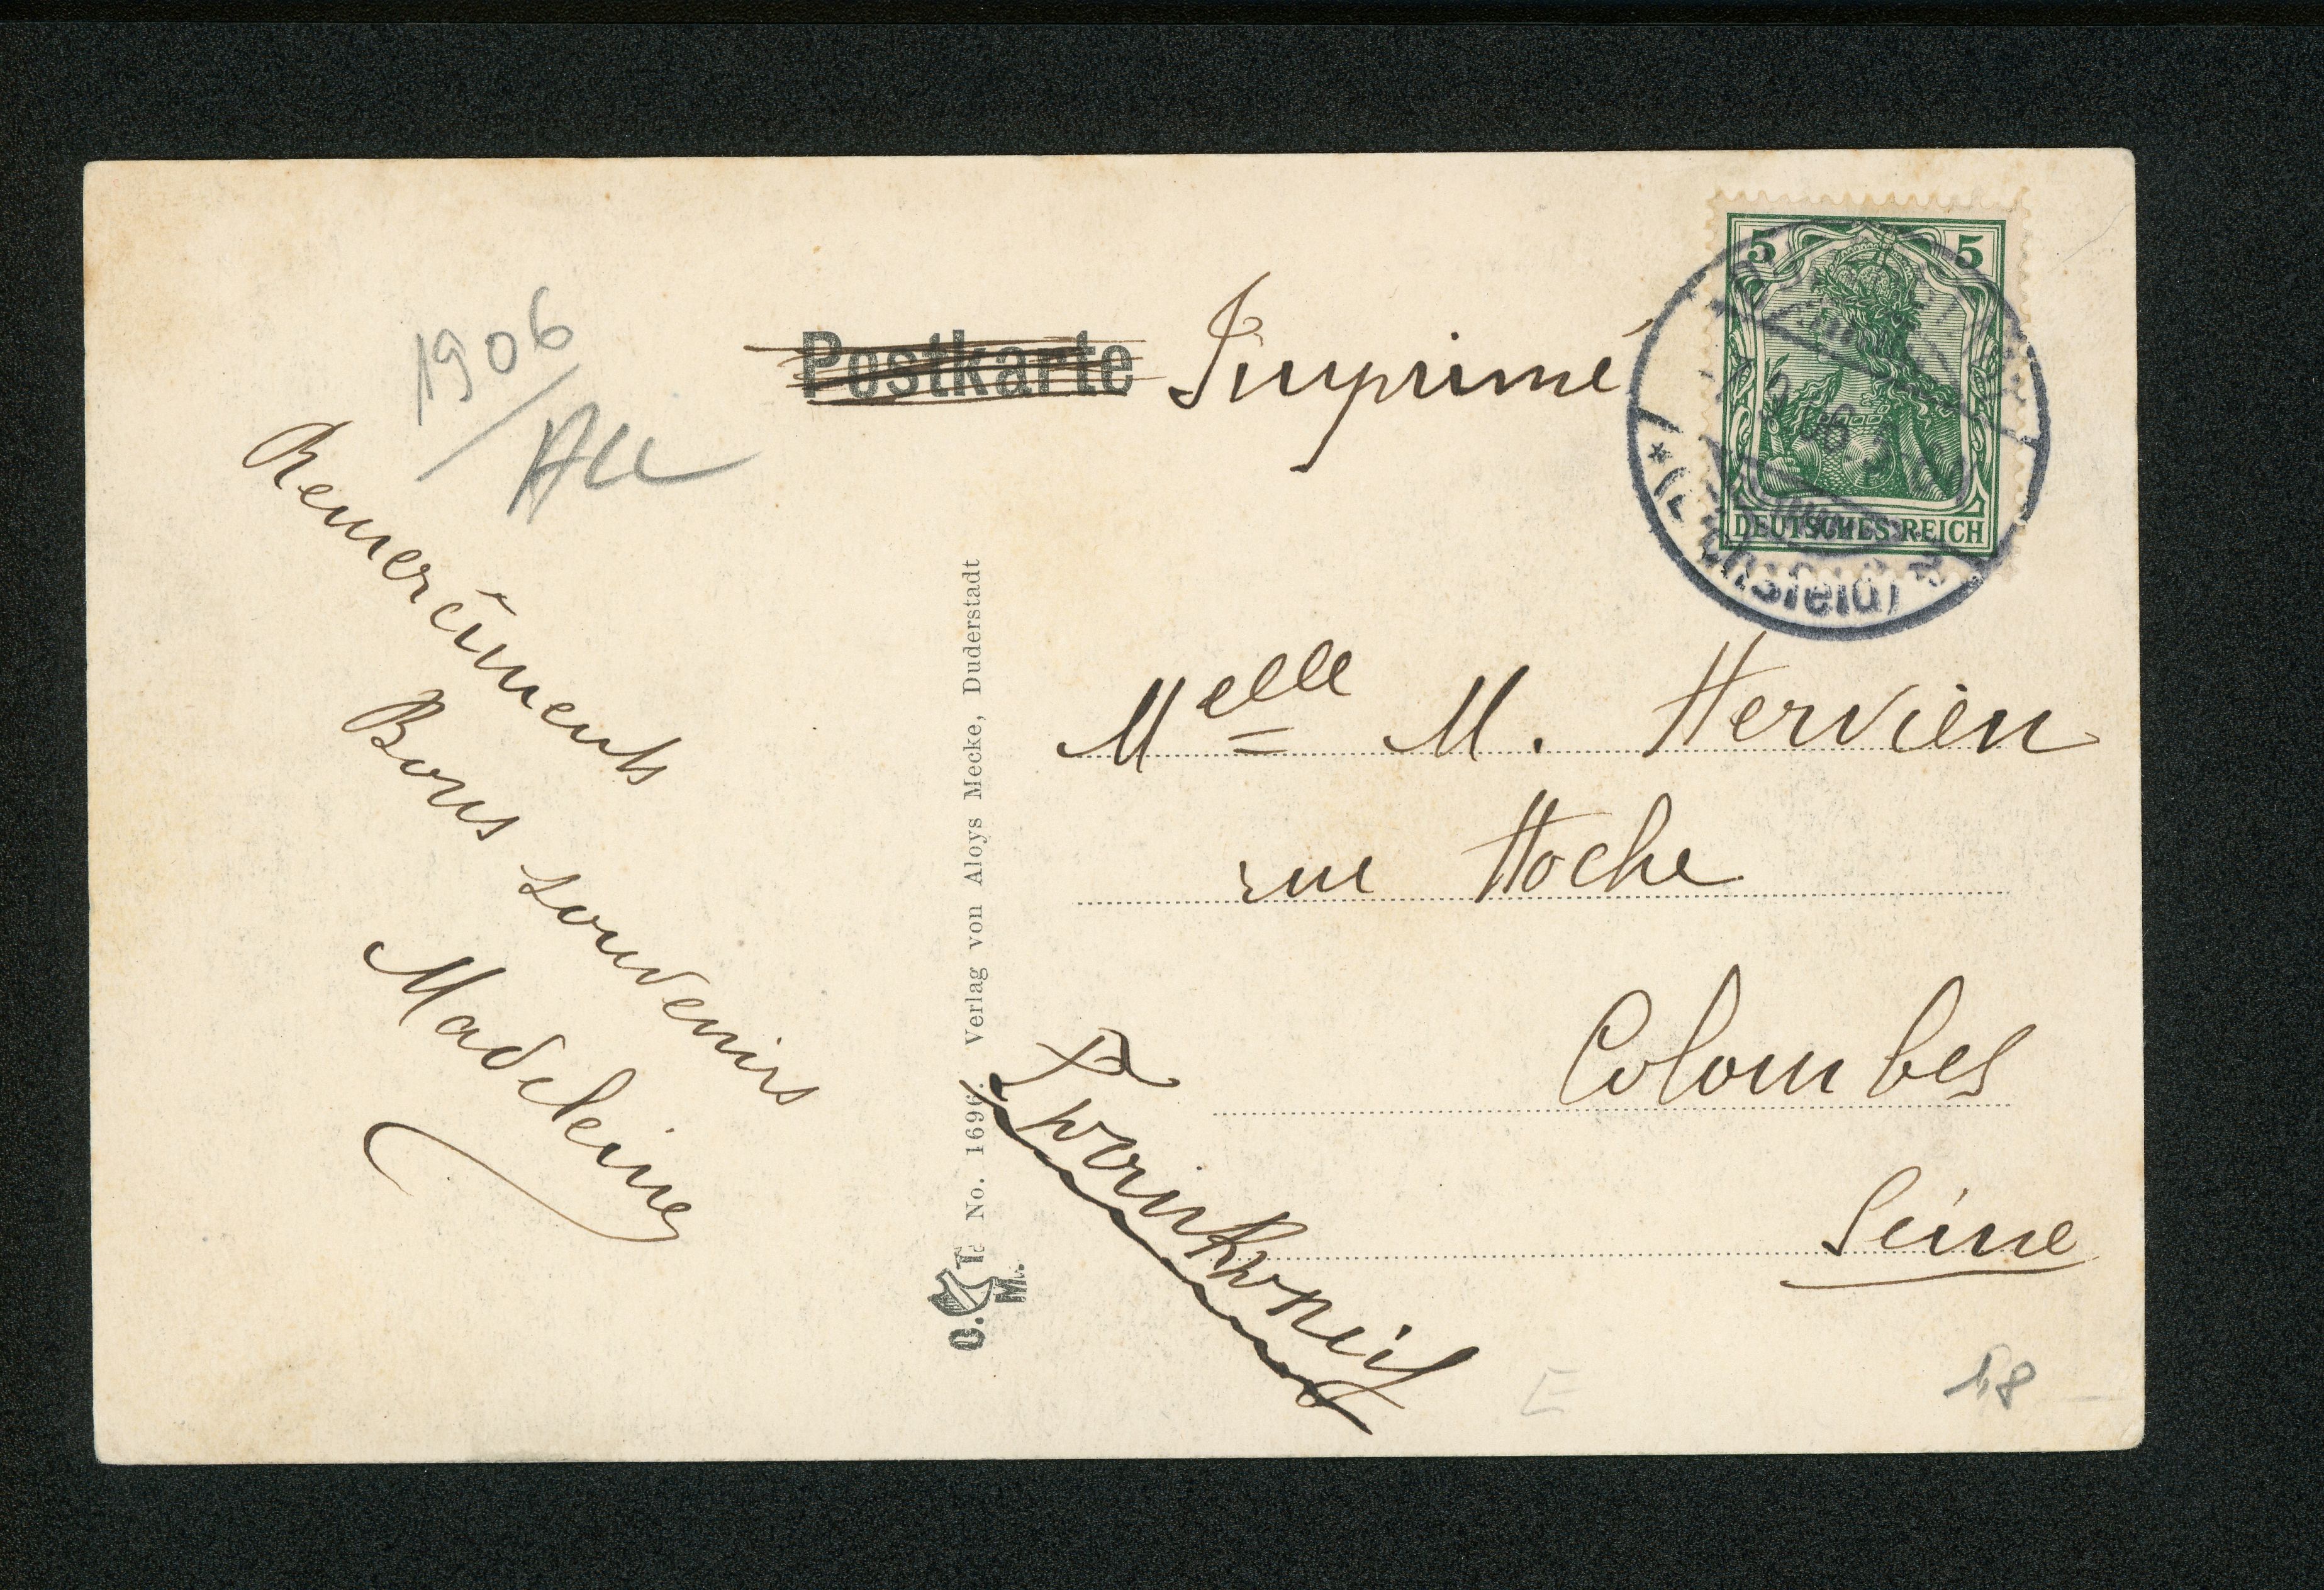 1906
Postkarte Imprimé
5 5
DEUTSCHES REICH
Remercîments
Bons souvenirs
Madeleine
No. 1696. Verlag von Aloys Mecke, Duderstadt
Melle M. Hervieu
rue Hoche
Colombes
Seine
E